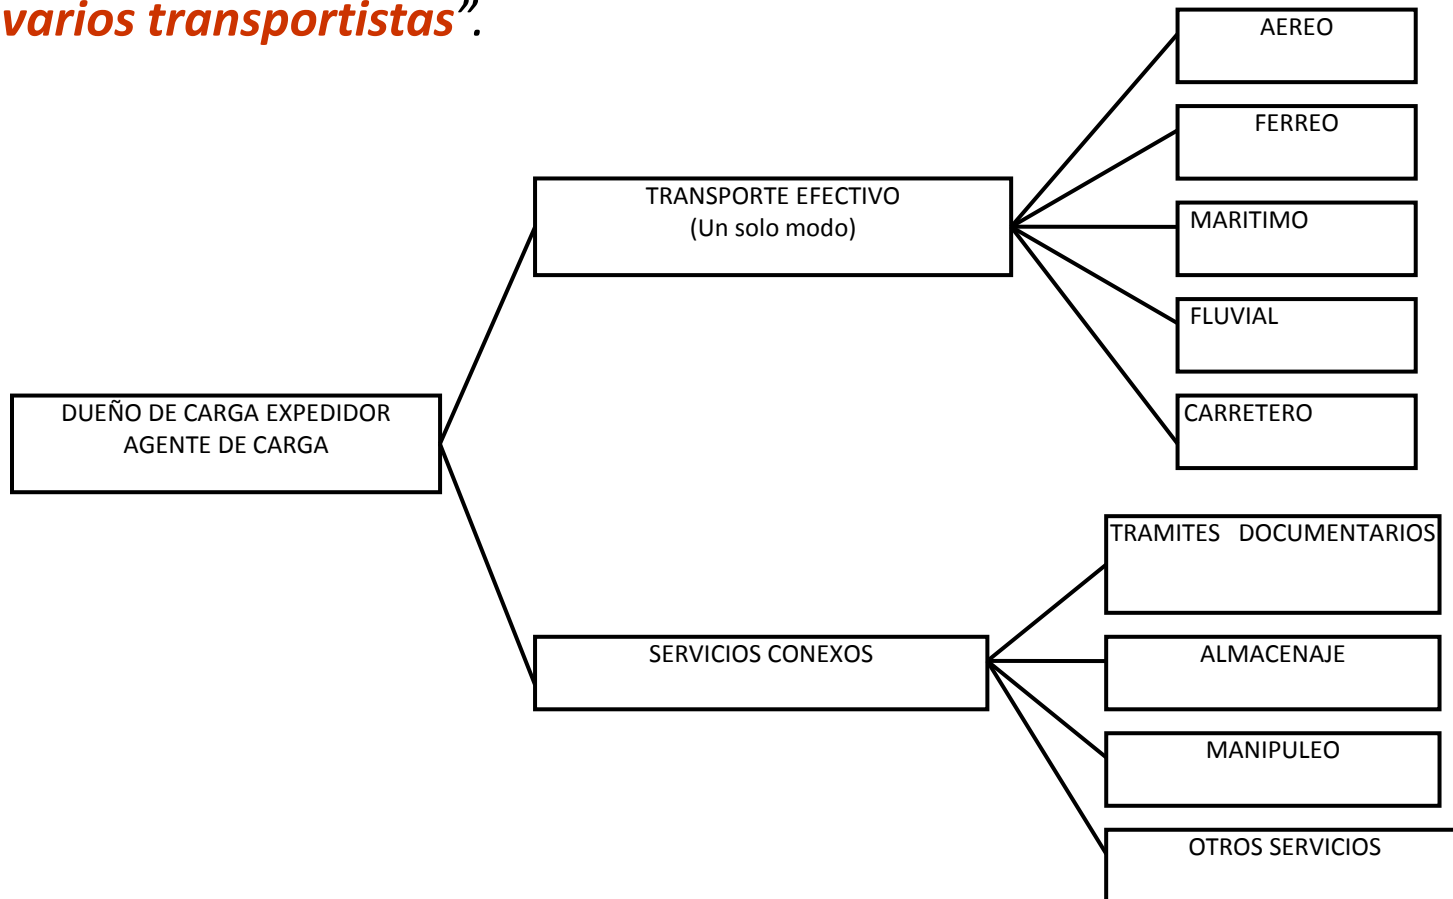 varios transportistas”.
AEREO
FERREO
TRANSPORTE EFECTIVO
(Un solo modo)
MARITIMO
FLUVIAL
CARRETERO
DUEÑO DE CARGA EXPEDIDOR
AGENTE DE CARGA
TRAMITES DOCUMENTARIOS
SERVICIOS CONEXOS
ALMACENAJE
MANIPULEO
OTROS SERVICIOS